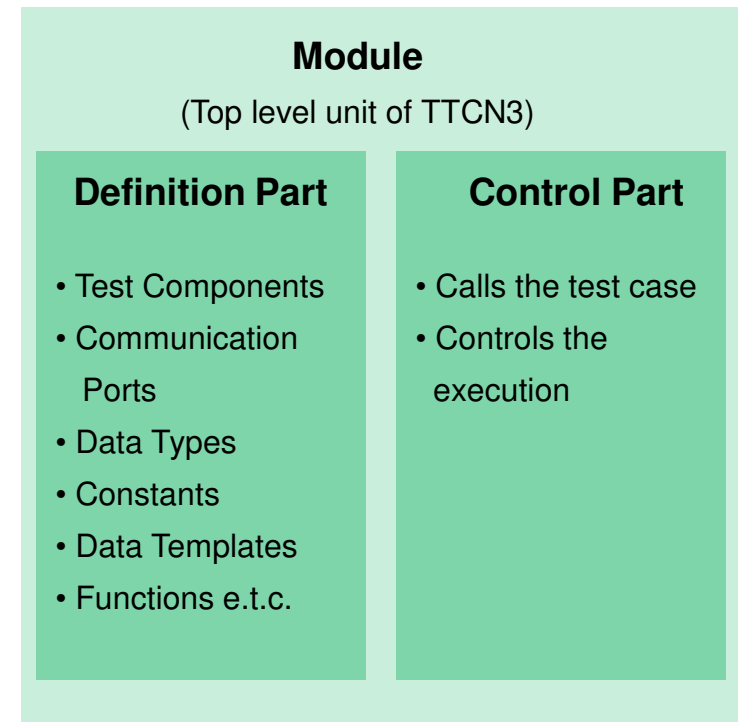 Module
(Top level unit of TTCN3)
Definition Part
• Test Components
• Communication
Ports
• Data Types
• Constants
• Data Templates
• Functions e.t.c.
Control Part
• Calls the test case
• Controls the
execution